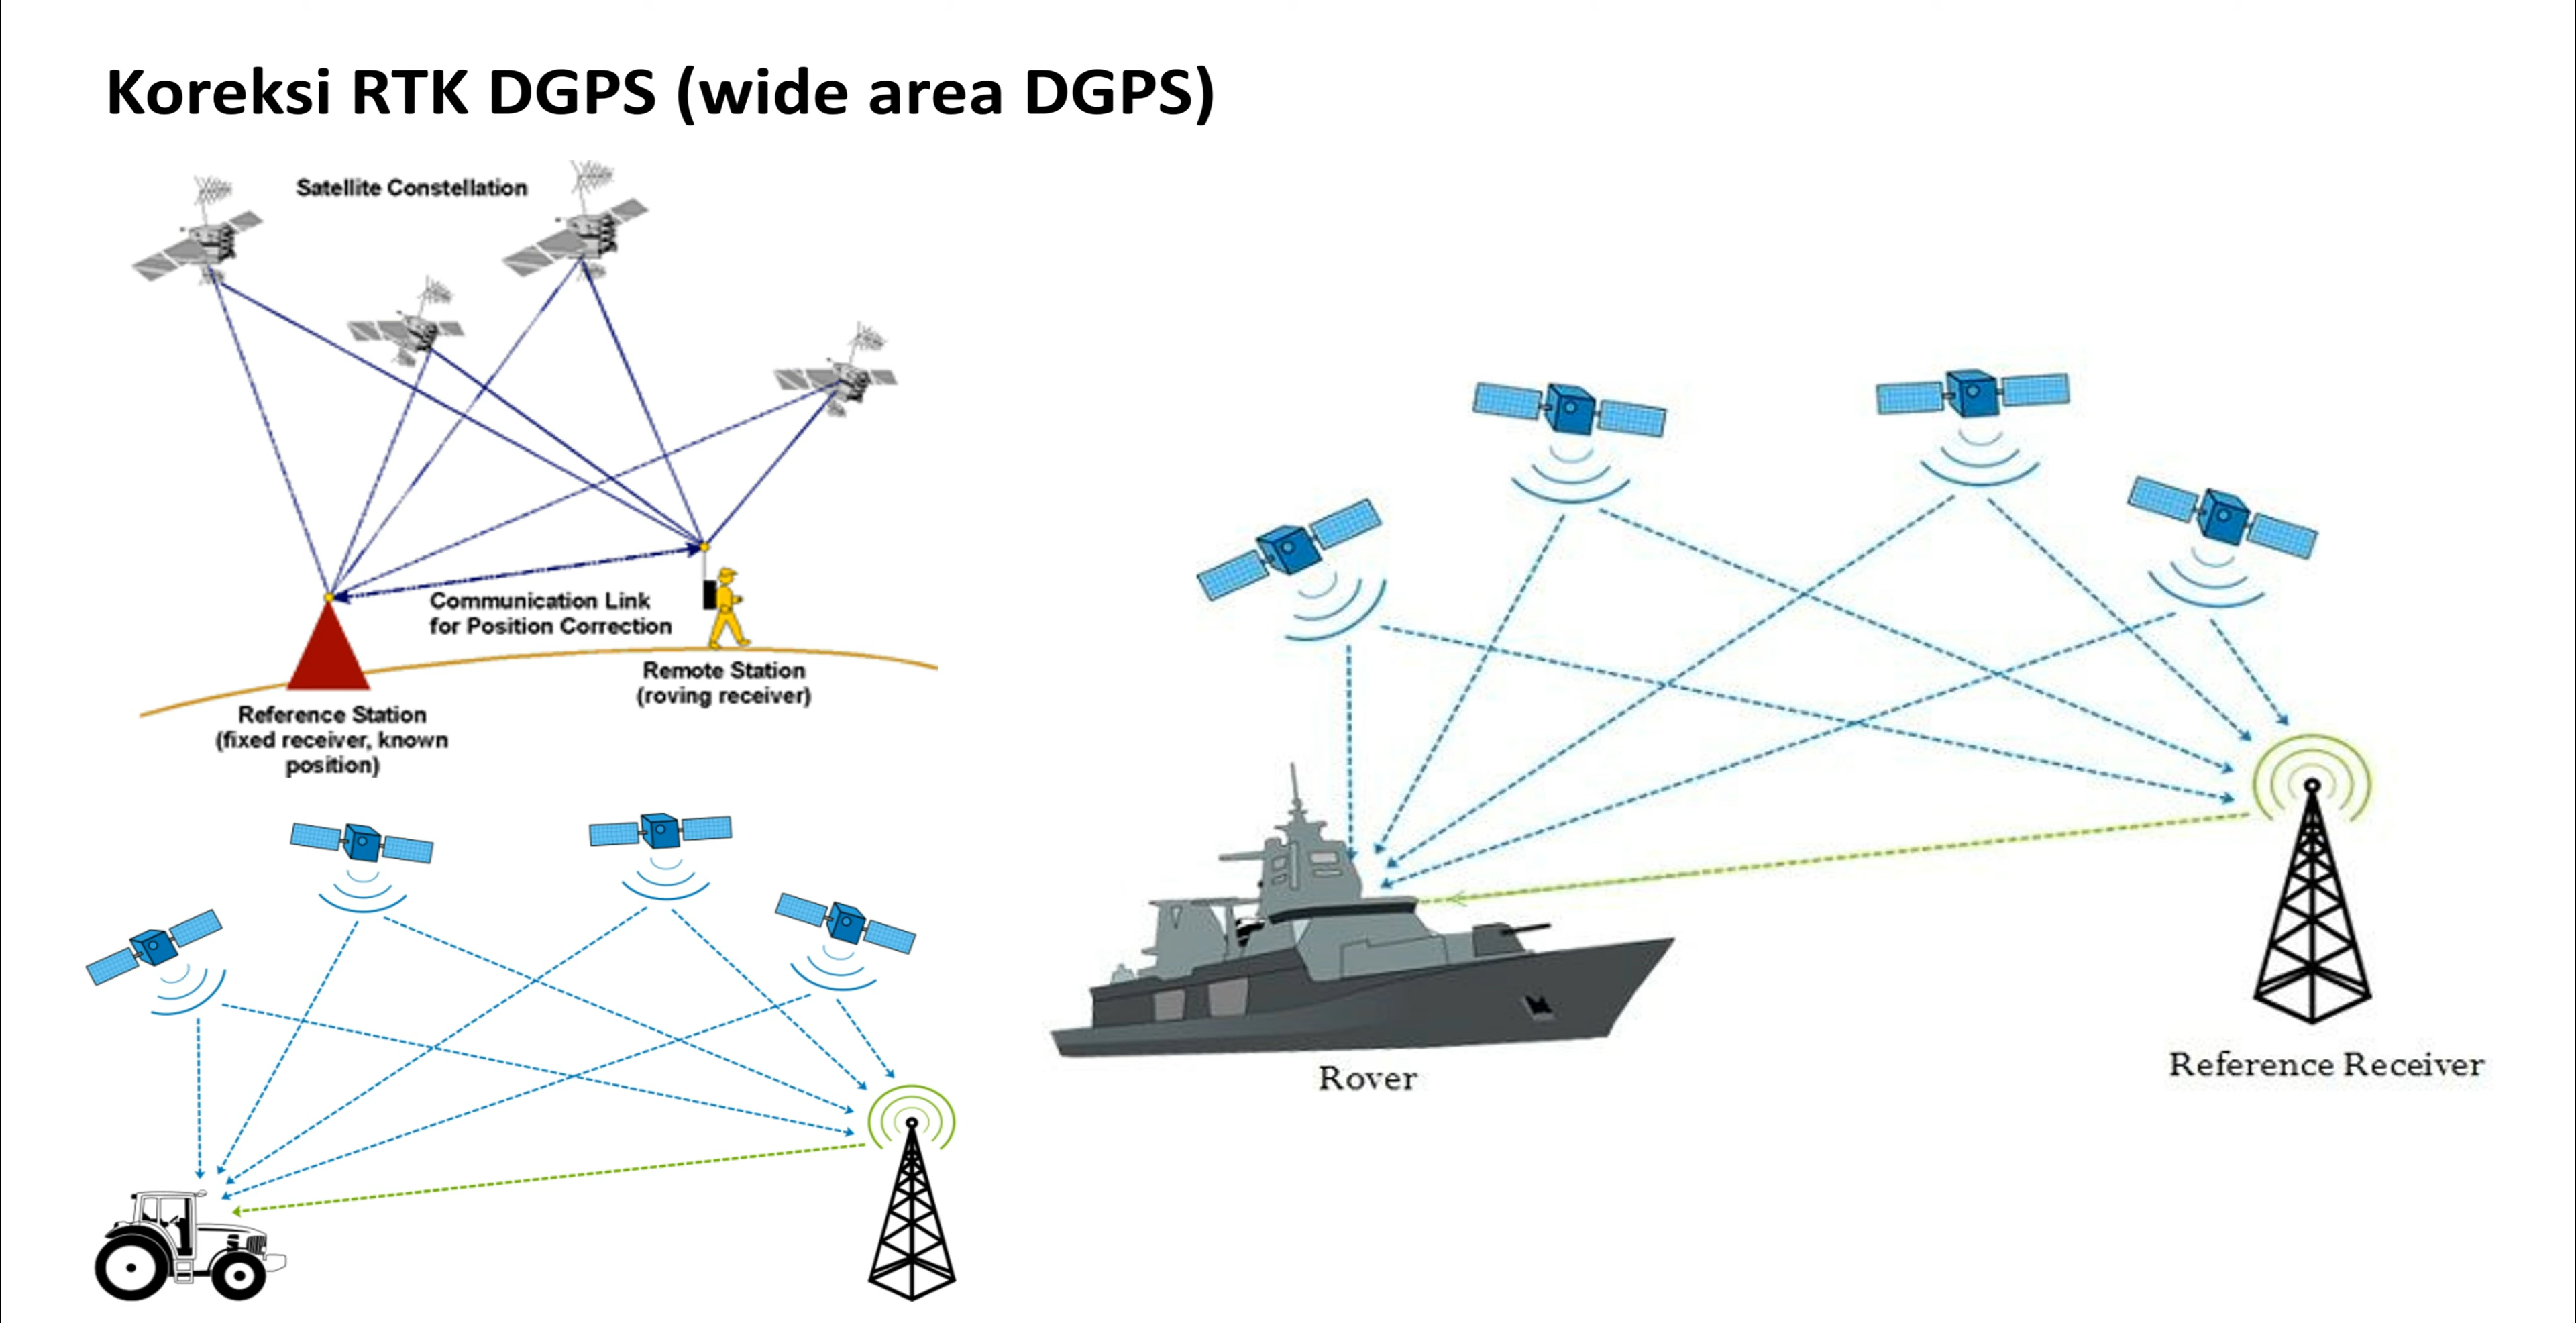 Koreksi RTK DGPS (wide area DGPS)
Satellite Constellation
Communication Link
for Position Correction
Remote Station
(roving receiver)
Reference Station
(fixed receiver, known
position)
Rover
Reference Receiver